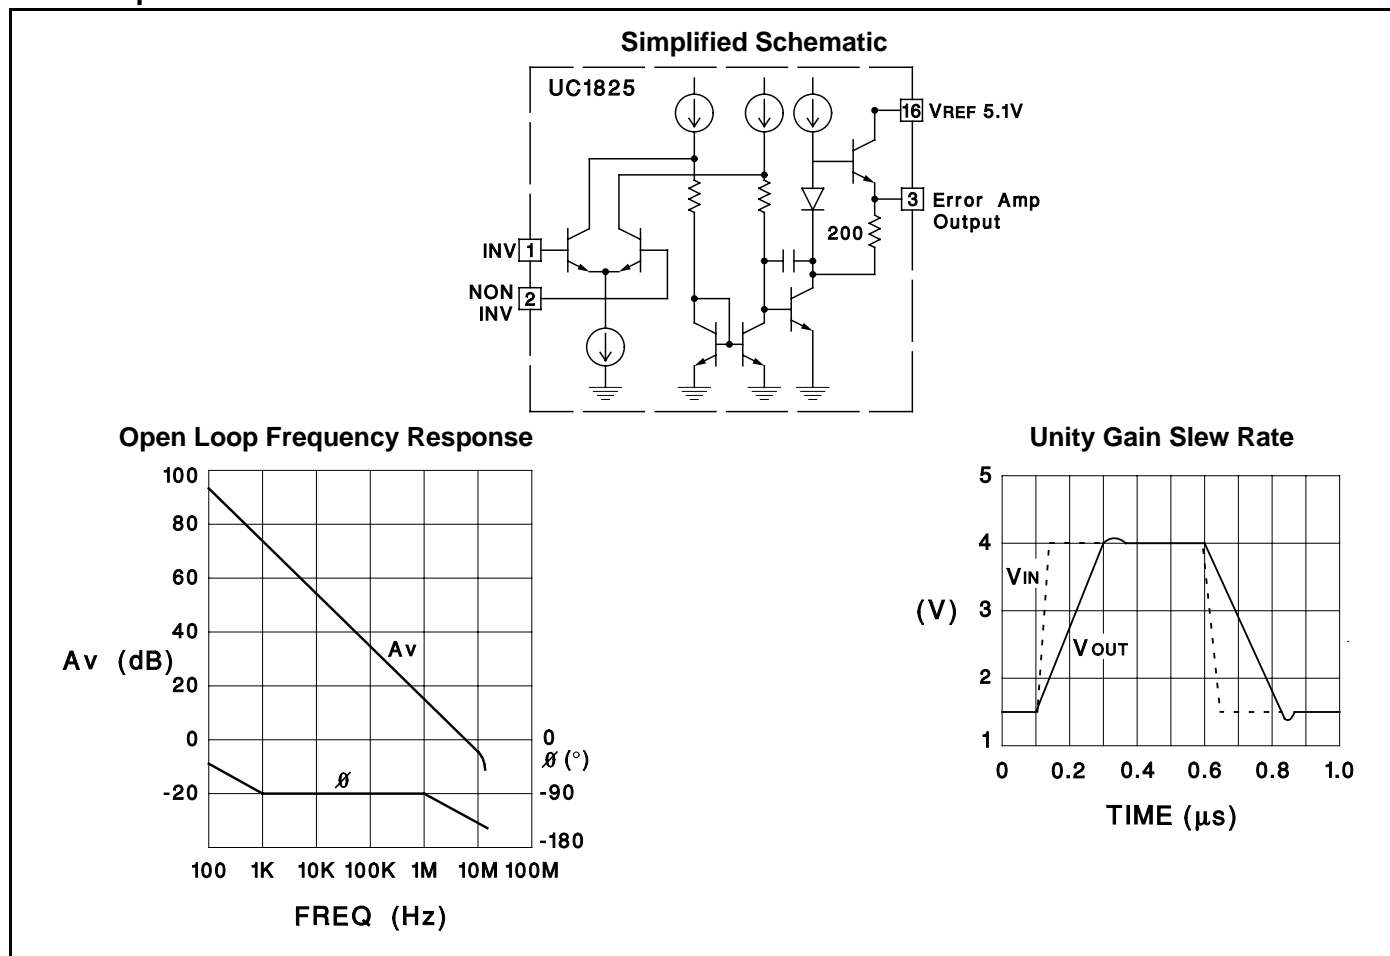 Simplified Schematic
UC1825
16 VREF 5.1V
3 Error Amp
Output
200
INV 1
NON
INV 2
Open Loop Frequency Response
100
80
60
40
Av (dB)
20
0
-20
Av
Ø
0
Ø (°)
-90
-180
100 1K 10K 100K 1M 10M 100M
FREQ (Hz)
Unity Gain Slew Rate
5
4
3
(V)
2
1
VIN
VOUT
0 0.2 0.4 0.6 0.8 1.0
TIME (μs)